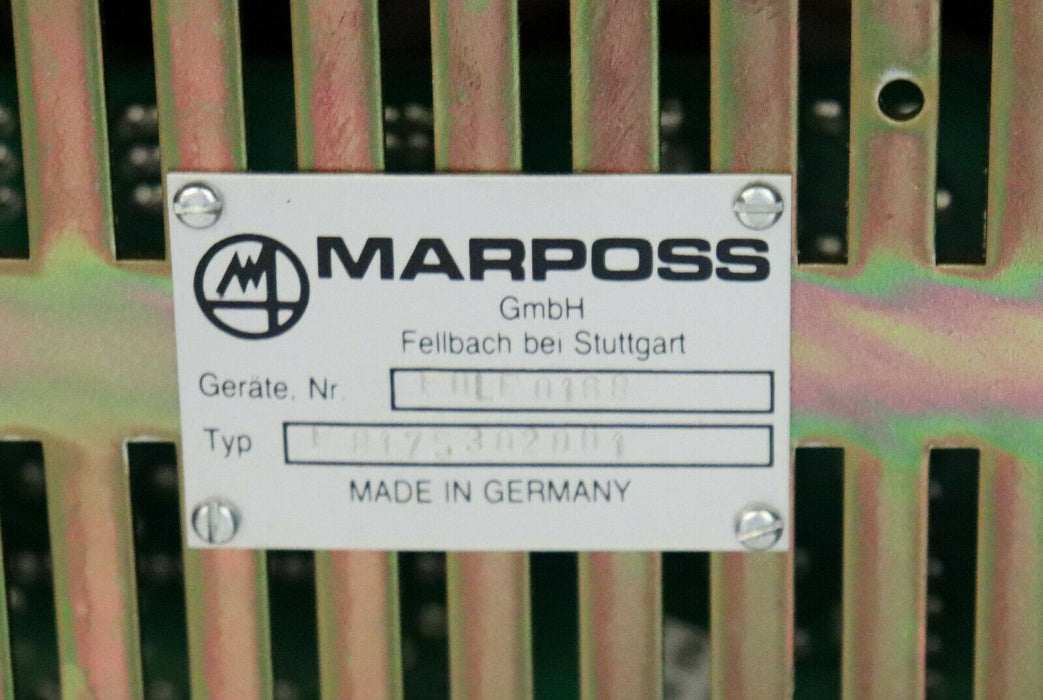 MARPOSS
GmbH
Fellbach bei Stuttgart
Geräte, Nr.
Typ
MADE IN GERMANY